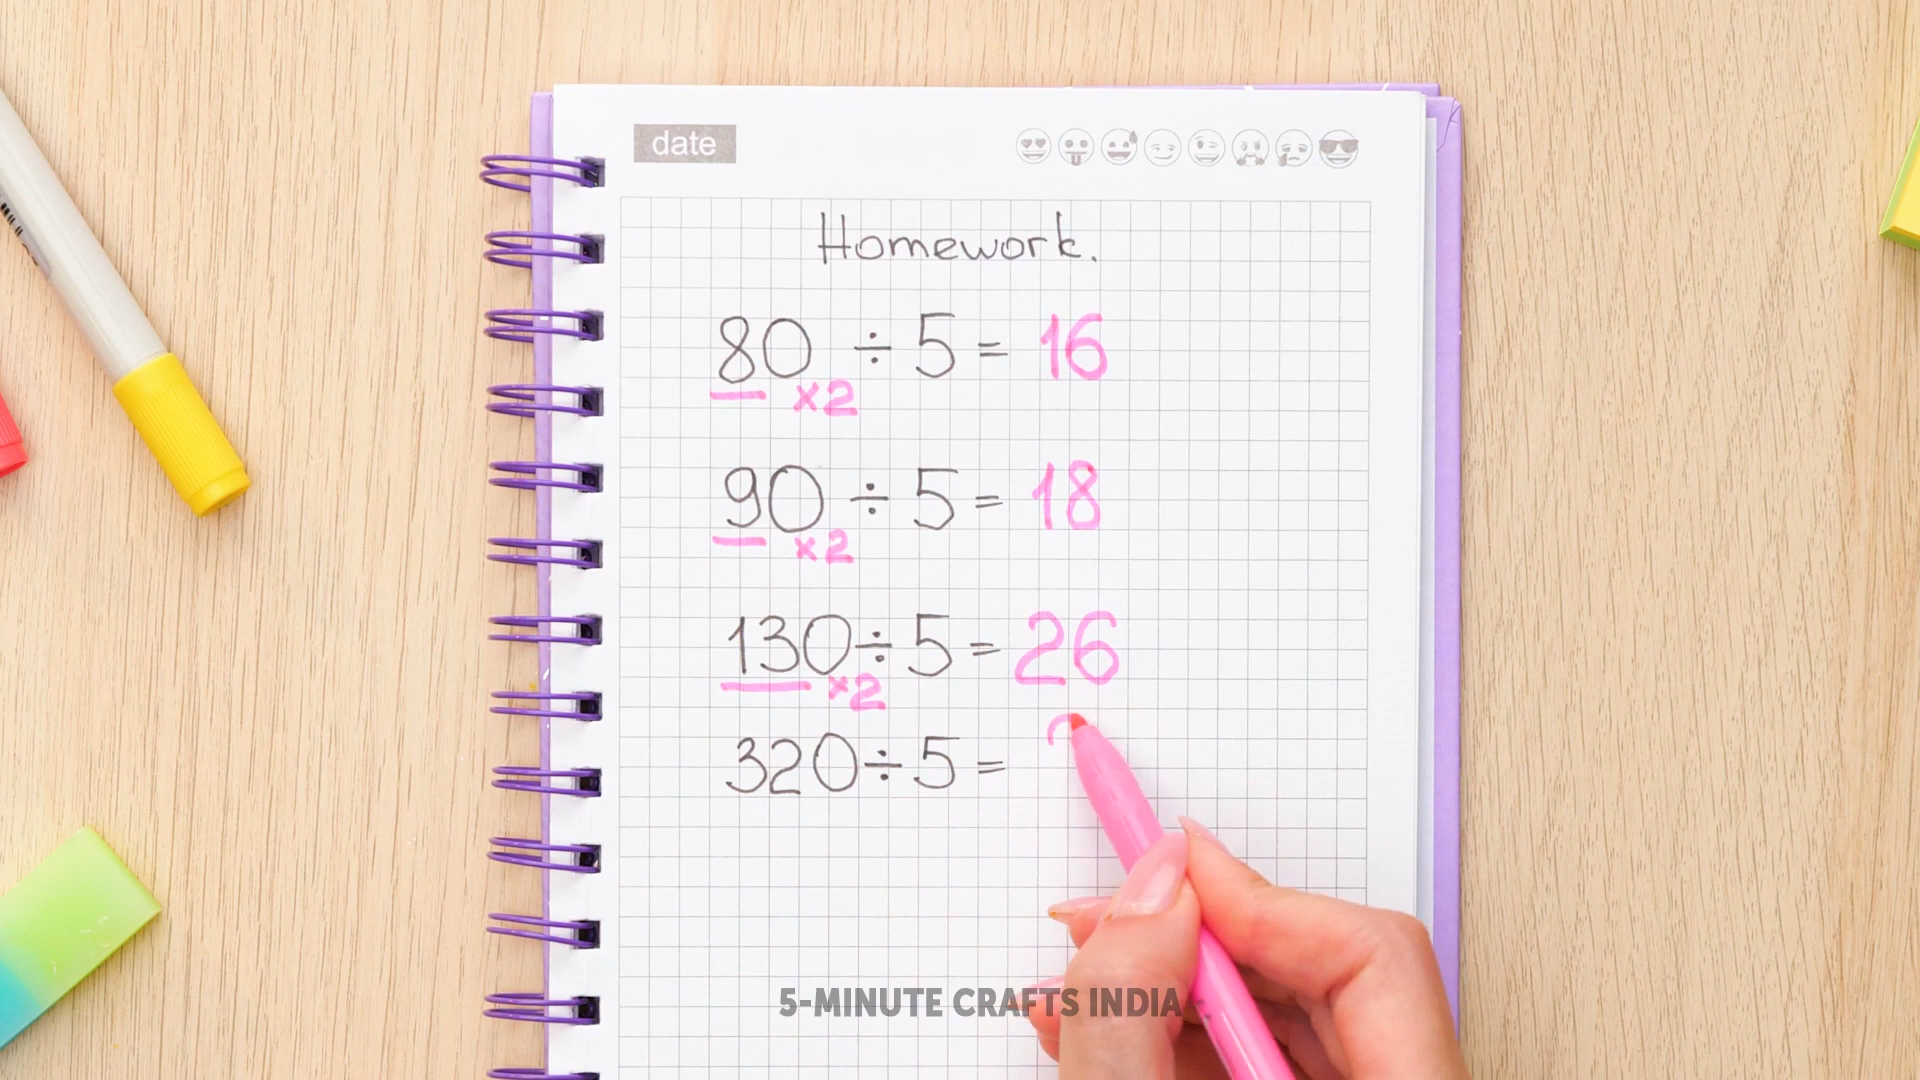 date
Homework.
80 ÷ 5 = 16
×2
90 ÷ 5 = 18
×2
130 ÷ 5 = 26
×2
320 ÷ 5 =
5-MINUTE CRAFTS INDIA